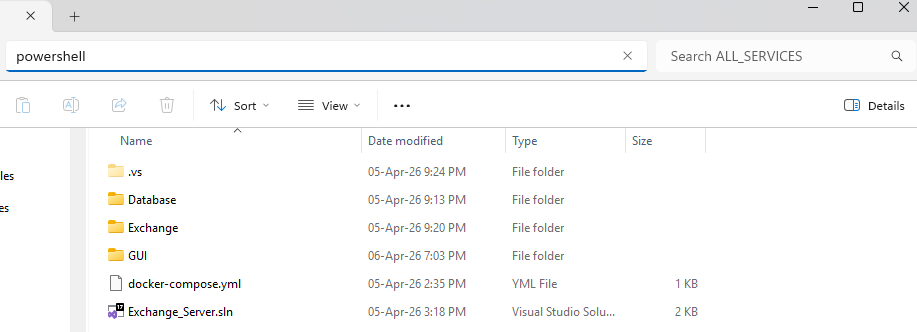 powershell
Search ALL_SERVICES
Sort View Details
Name Date modified Type Size
.vs 05-Apr-26 9:24 PM File folder
Database 05-Apr-26 9:13 PM File folder
Exchange 05-Apr-26 9:20 PM File folder
GUI 06-Apr-26 7:03 PM File folder
docker-compose.yml 05-Apr-26 2:35 PM YML File 1 KB
Exchange_Server.sln 05-Apr-26 3:18 PM Visual Studio Solu... 2 KB
les
es